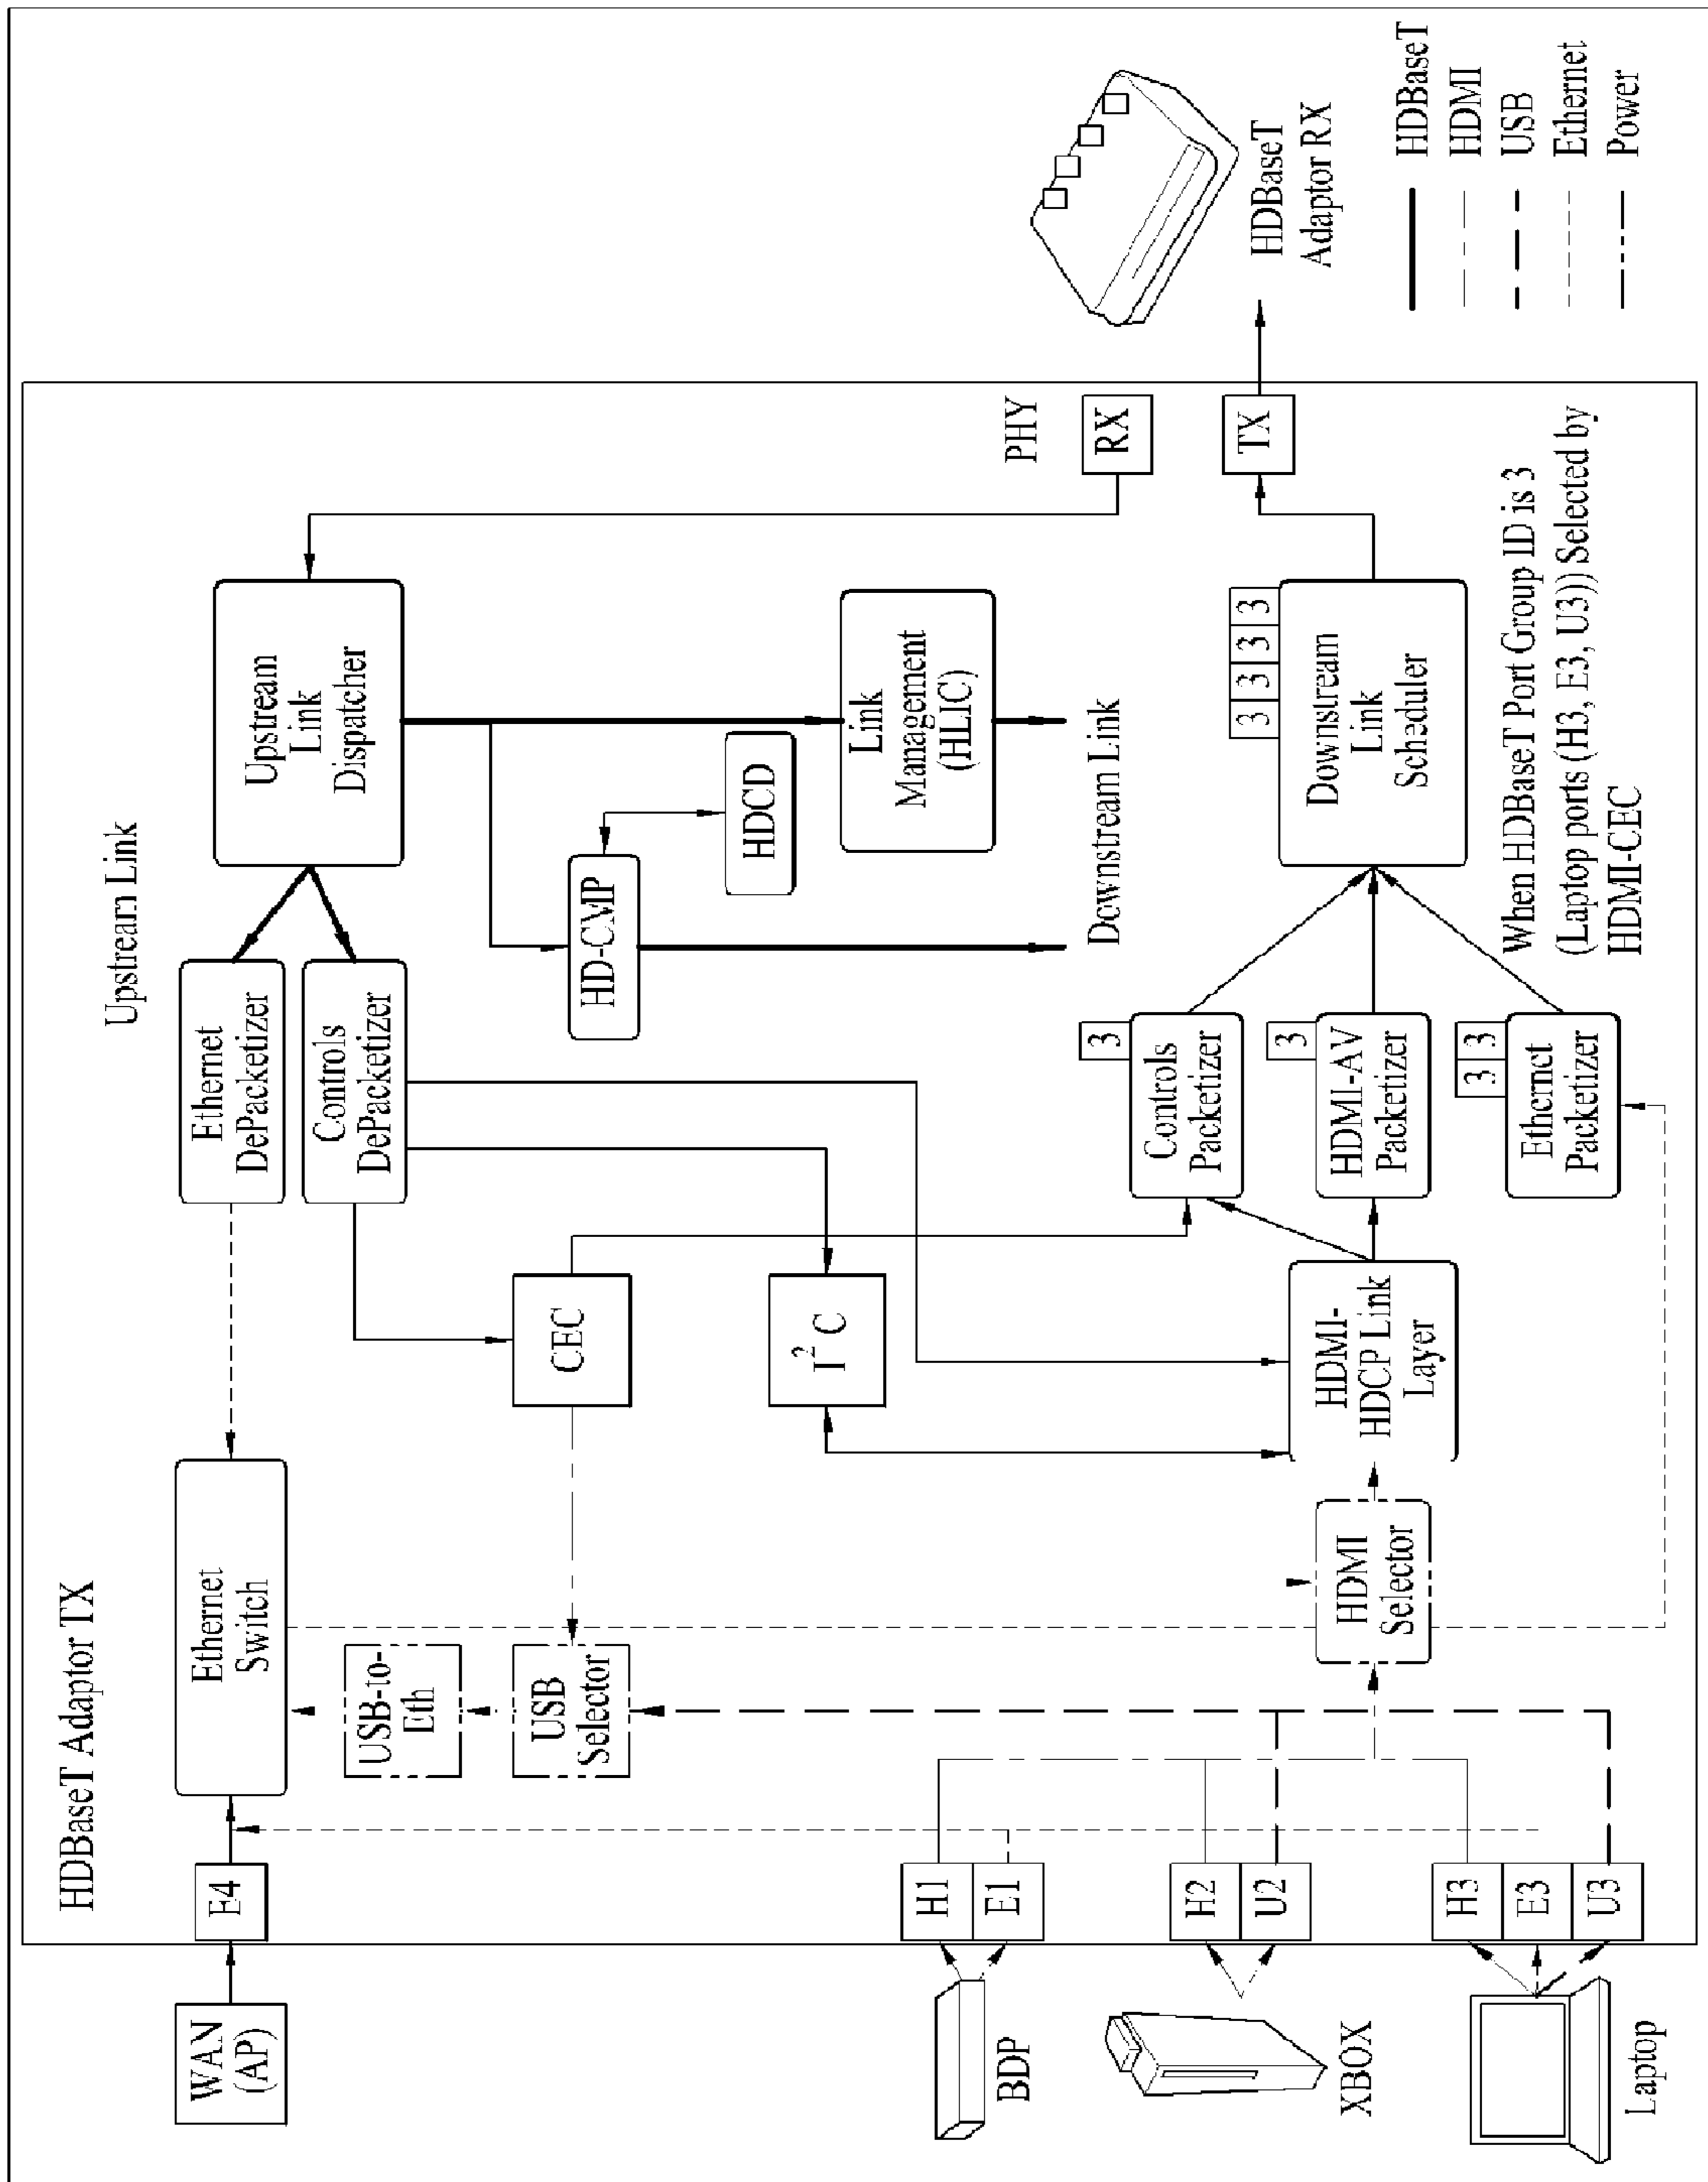 HDBaseT Adaptor TX
Upstream Link
WAN
(AP)
E4
Ethernet
Switch
Ethernet
DePacketizer
Controls
DePacketizer
Upstream
Link
Dispatcher
USB-to-
Eth
USB
Selector
CEC
HD-CMP
HDCD
I² C
Link
Management
(HLIC)
Downstream Link
PHY
RX
TX
BDP
H1
E1
XBOX
H2
U2
Laptop
H3
E3
U3
HDMI
Selector
HDMI-
HDCP Link
Layer
3
Controls
Packetizer
3
HDMI-AV
Packetizer
3 3
Ethernet
Packetizer
3 3 3 3
Downstream
Link
Scheduler
When HDBaseT Port Group ID is 3
(Laptop ports (H3, E3, U3)) Selected by
HDMI-CEC
HDBaseT
Adaptor RX
HDBaseT
HDMI
USB
Ethernet
Power